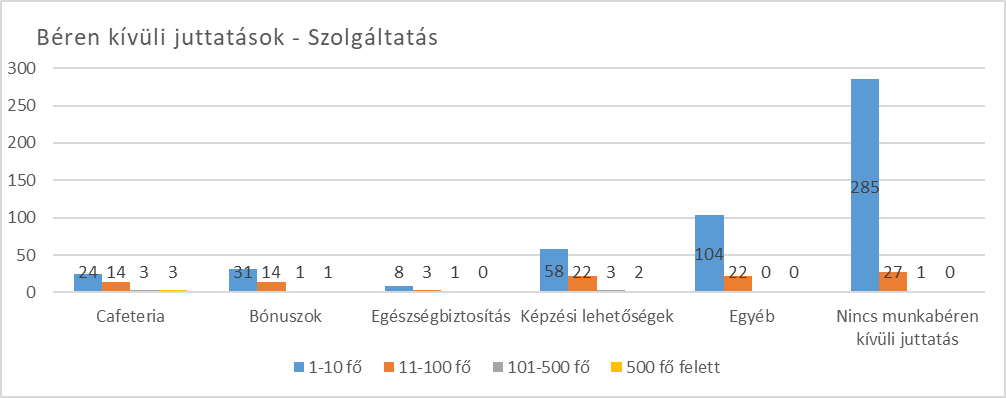 Béren kívüli juttatások - Szolgáltatás
300
250
200
150
100
50
0
24 14 3 3
31 14 1 1
8 3 1 0
58 22 3 2
104 22 0 0
285 27 1 0
Cafeteria
Bónuszok
Egészségbiztosítás
Képzési lehetőségek
Egyéb
Nincs munkabéren
kívüli juttatás
1-10 fő 11-100 fő 101-500 fő 500 fő felett